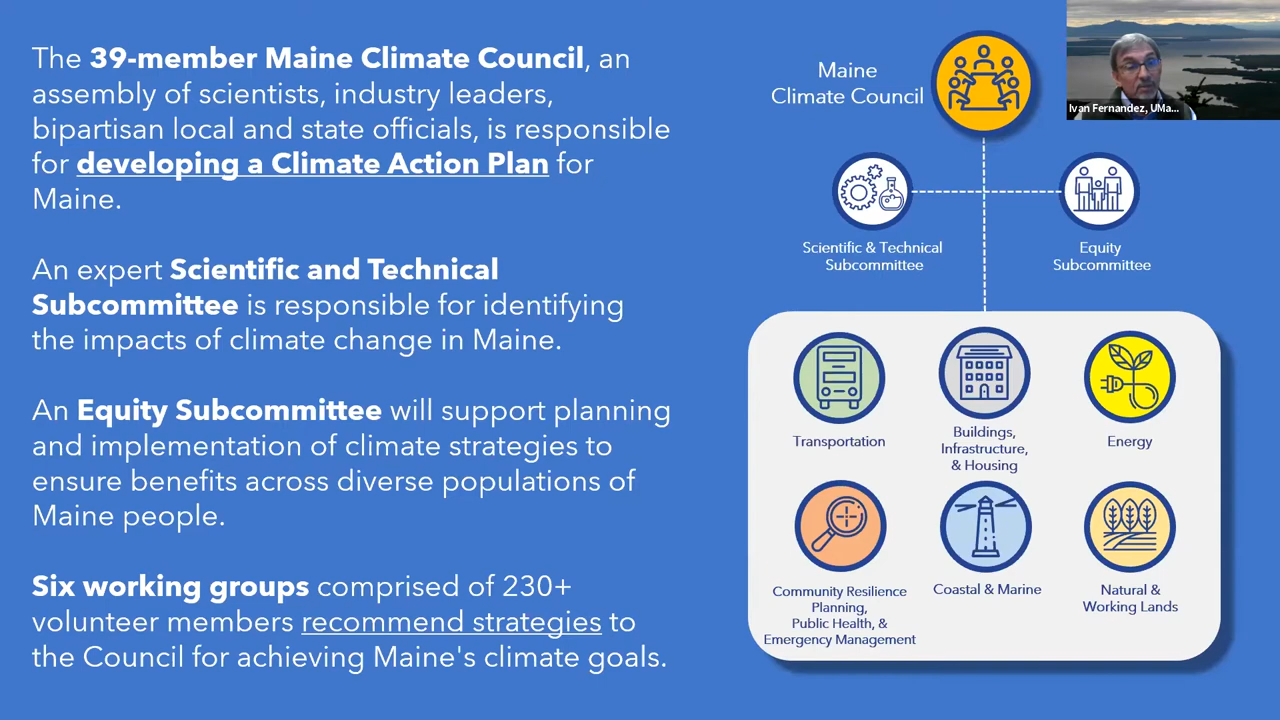 The 39-member Maine Climate Council, an
assembly of scientists, industry leaders,
bipartisan local and state officials, is responsible
for developing a Climate Action Plan for
Maine.
An expert Scientific and Technical
Subcommittee is responsible for identifying
the impacts of climate change in Maine.
An Equity Subcommittee will support planning
and implementation of climate strategies to
ensure benefits across diverse populations of
Maine people.
Six working groups comprised of 230+
volunteer members recommend strategies to
the Council for achieving Maine's climate goals.
Maine
Climate Council
Ivan Fernandez, UMa...
Scientific & Technical
Subcommittee
Equity
Subcommittee
Transportation
Buildings,
Infrastructure,
& Housing
Energy
Community Resilience
Planning,
Public Health, &
Emergency Management
Coastal & Marine
Natural &
Working Lands